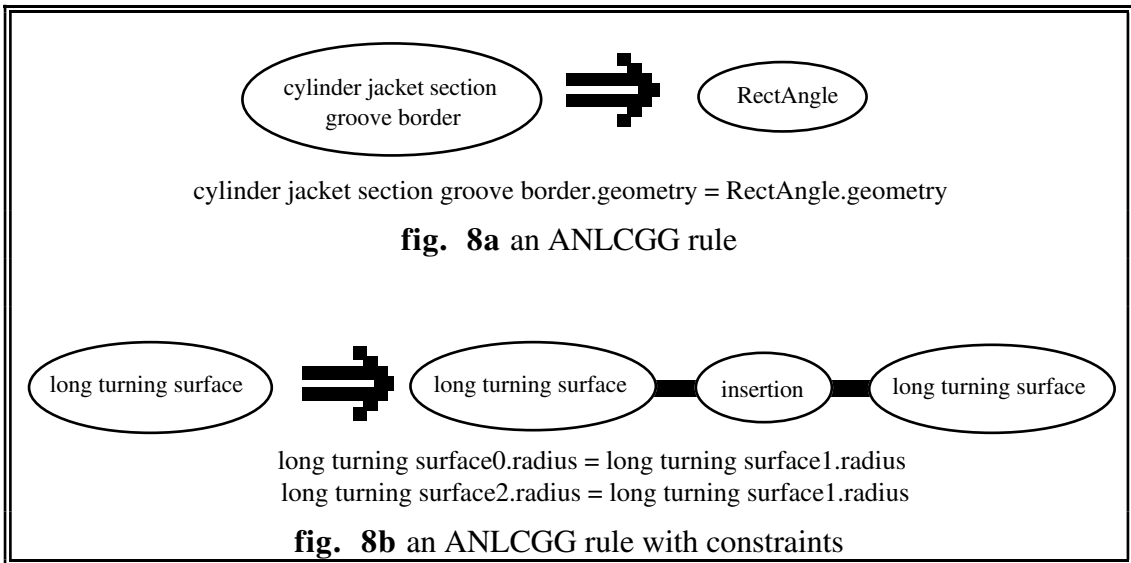 cylinder jacket section
groove border
RectAngle
cylinder jacket section groove border.geometry = RectAngle.geometry
fig. 8a an ANLCGG rule
long turning surface
long turning surface
insertion
long turning surface
long turning surface0.radius = long turning surface1.radius
long turning surface2.radius = long turning surface1.radius
fig. 8b an ANLCGG rule with constraints